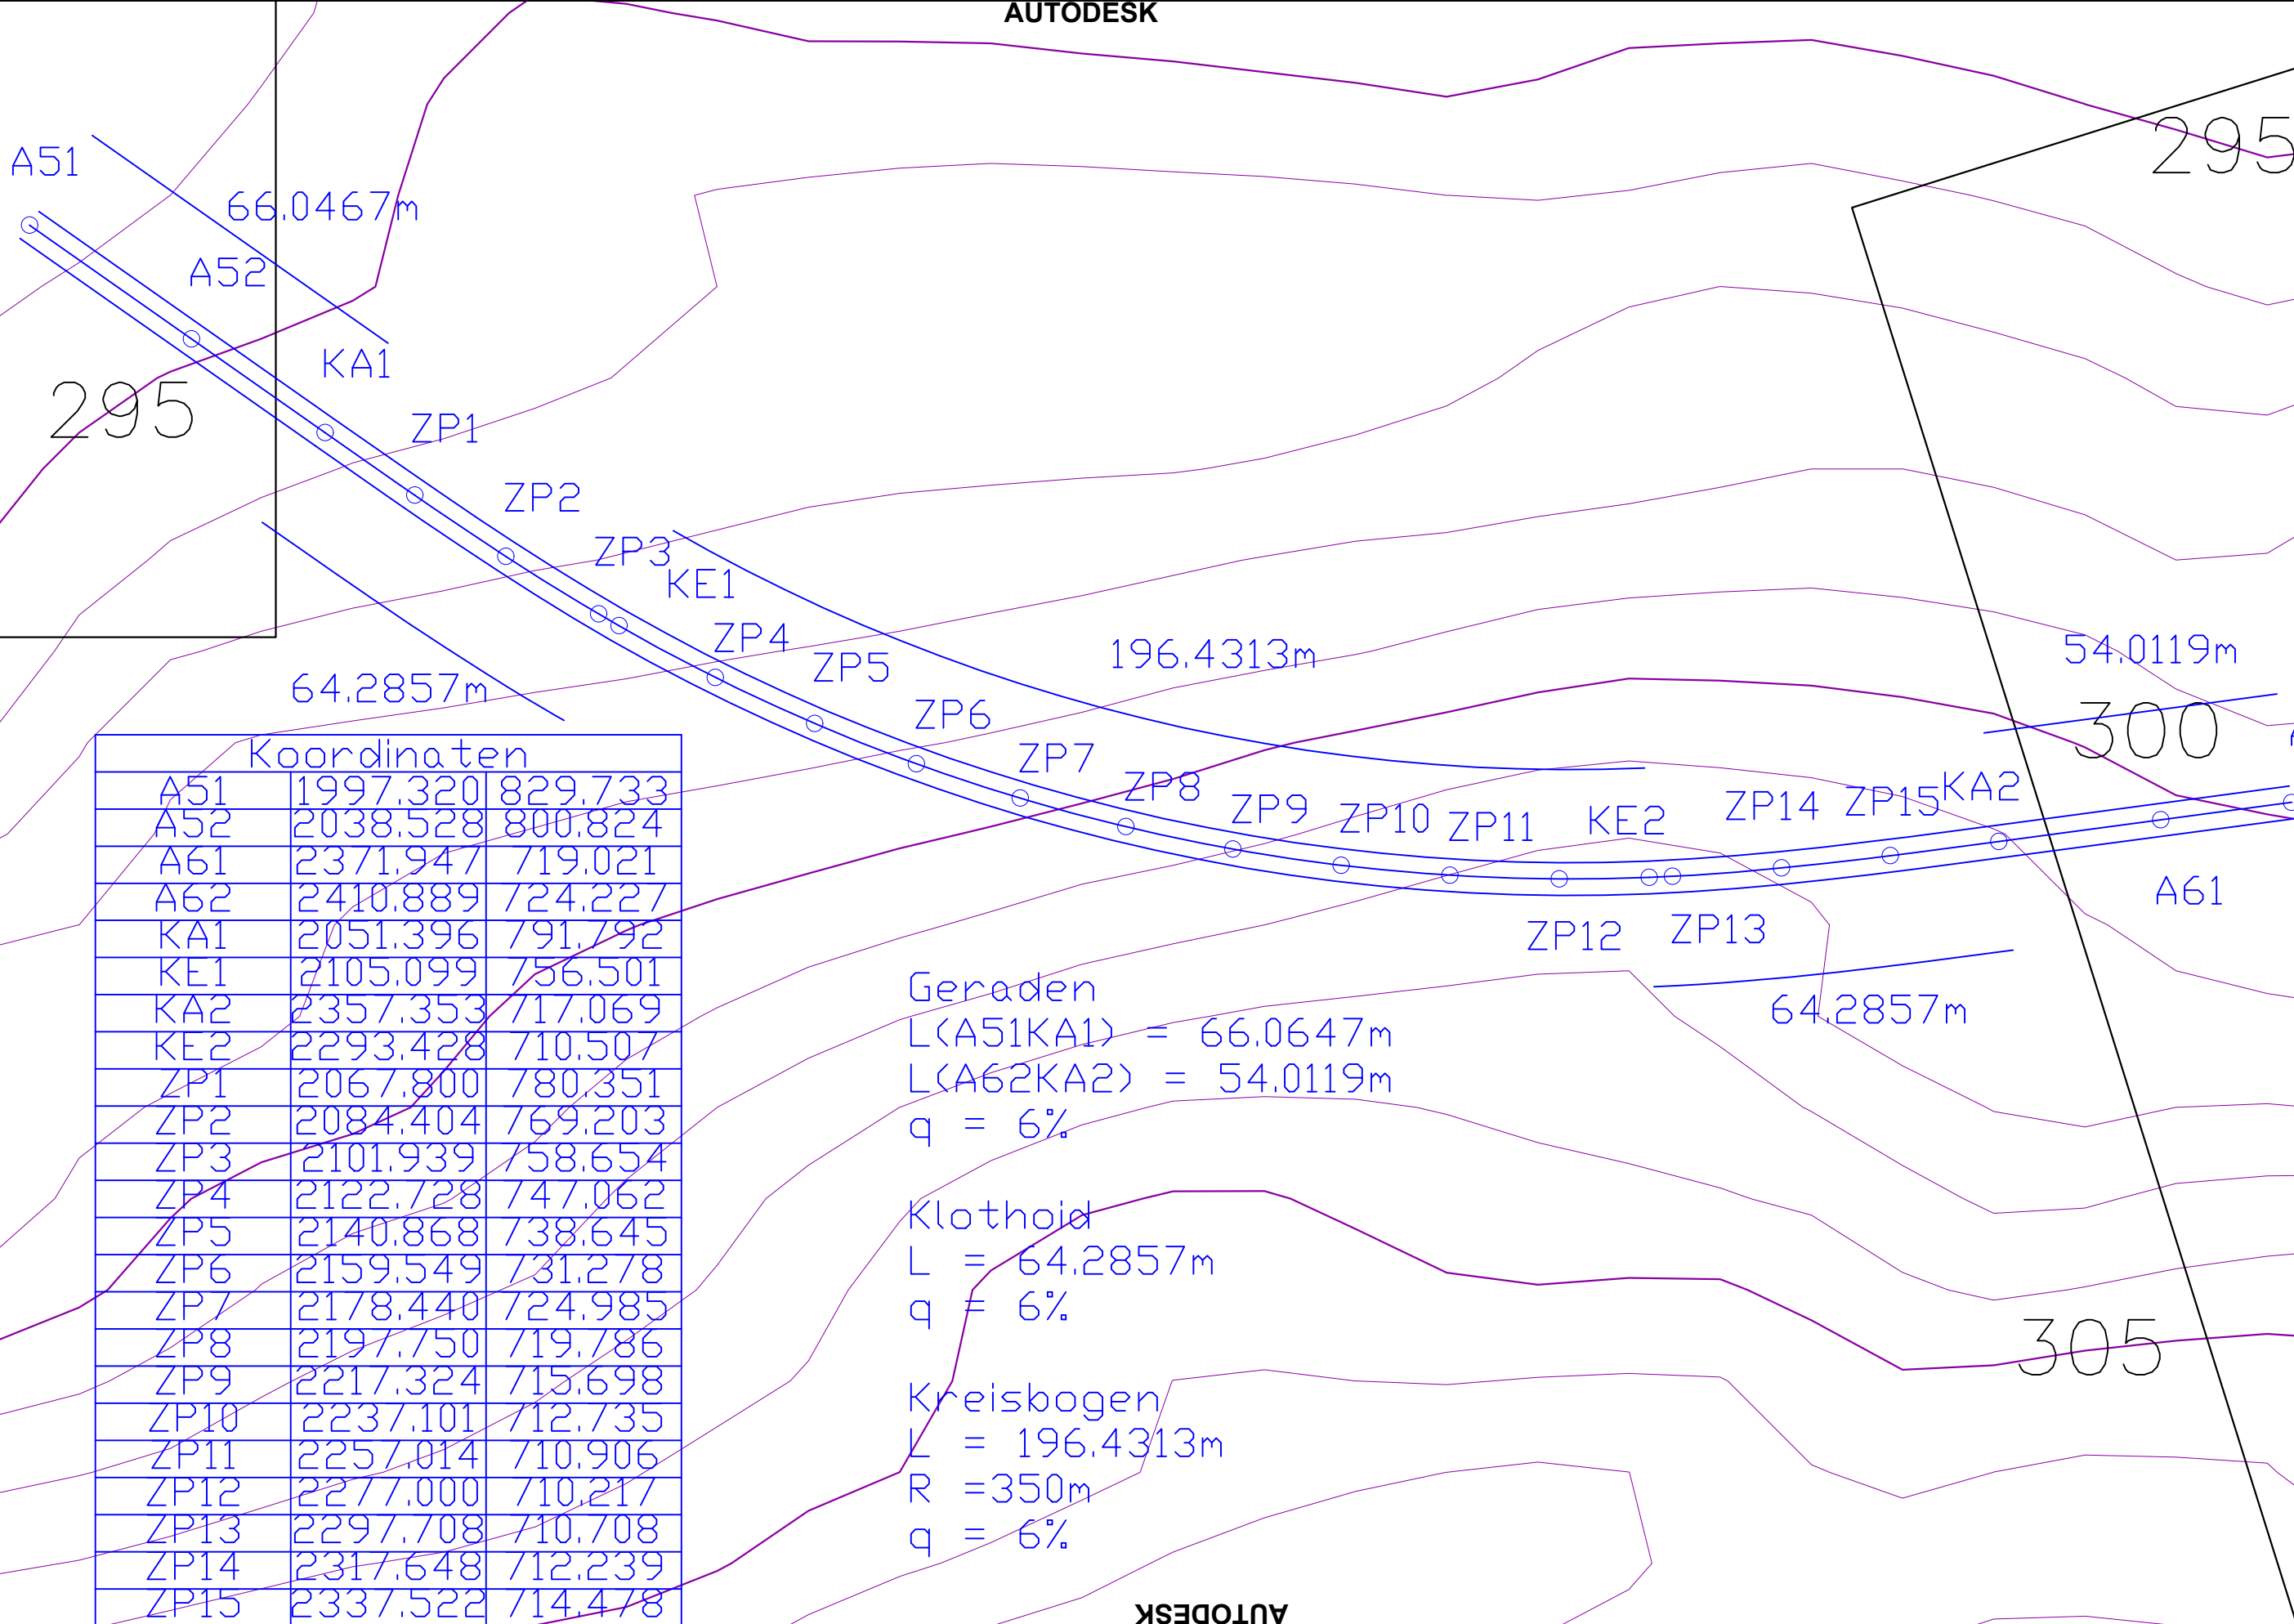 AUTODESK
295
A51
66.0467m
A52
KA1
295
ZP1
ZP2
ZP3
KE1
ZP4
ZP5
196.4313m
54.0119m
64.2857m
ZP6
300
ZP7
ZP8
ZP9
ZP10
ZP11
KE2
ZP14
ZP15
KA2
A61
ZP12
ZP13
64.2857m
Koordinaten
A51 1997.320 829.733
A52 2038.528 800.824
A61 2371.947 719.021
A62 2410.889 724.227
KA1 2051.396 791.792
KE1 2105.099 756.501
KA2 2357.353 717.069
KE2 2293.428 710.507
ZP1 2067.800 780.351
ZP2 2084.404 769.203
ZP3 2101.939 758.654
ZP4 2122.728 747.062
ZP5 2140.868 738.645
ZP6 2159.549 731.278
ZP7 2178.440 724.985
ZP8 2197.750 719.786
ZP9 2217.324 715.698
ZP10 2237.101 712.735
ZP11 2257.014 710.906
ZP12 2277.000 710.217
ZP13 2297.708 710.708
ZP14 2317.648 712.239
ZP15 2337.522 714.478
Geraden
L(A51KA1) = 66.0647m
L(A62KA2) = 54.0119m
q = 6%
Klothoid
L = 64.2857m
q = 6%
Kreisbogen
L = 196.4313m
R =350m
q = 6%
305
AUTODESK